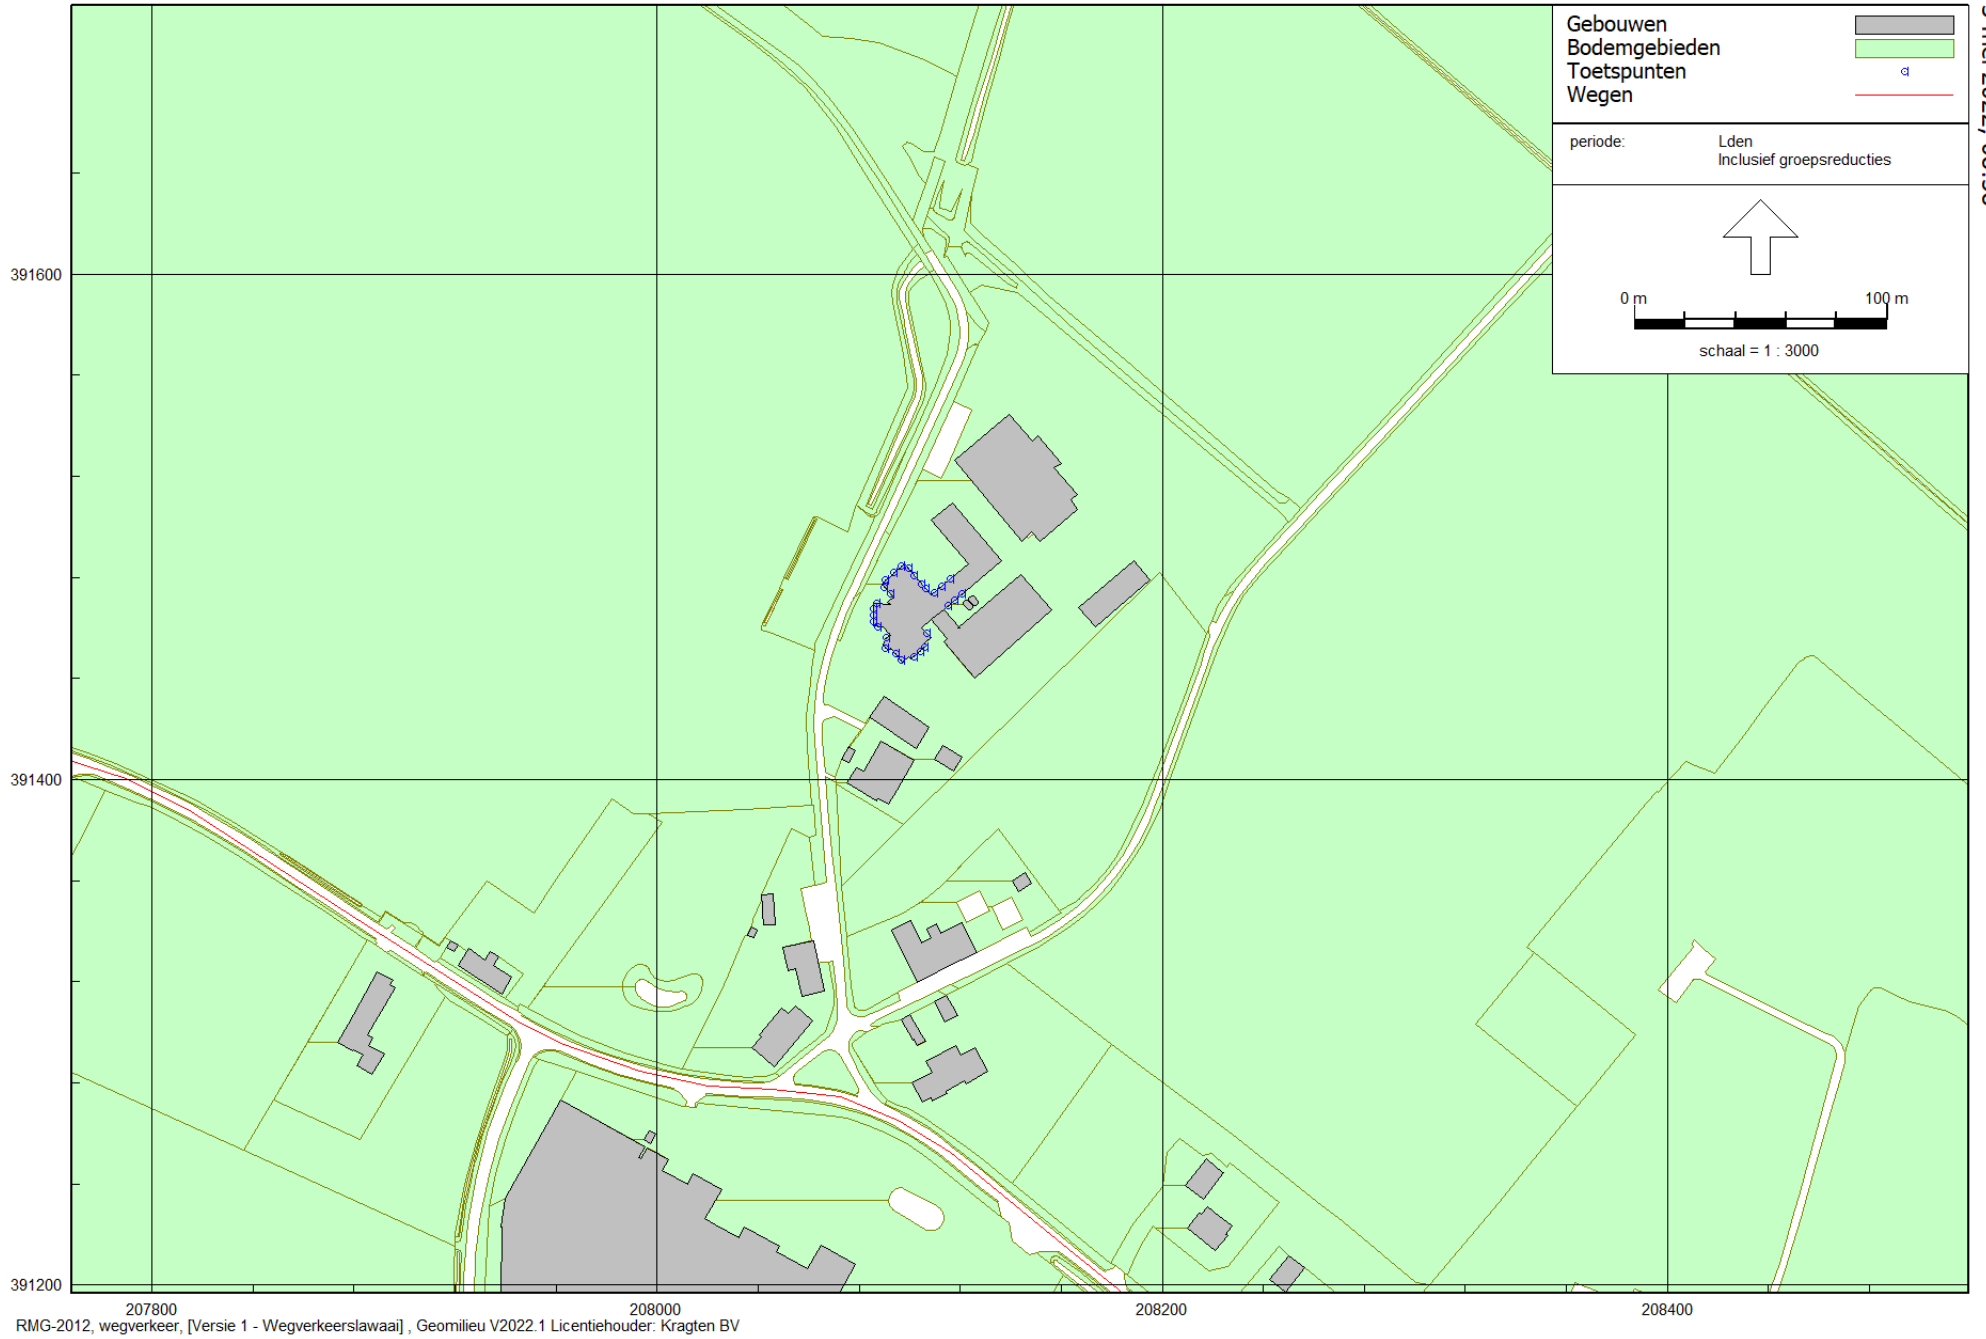 Gebouwen
Bodemgebieden
Toetspunten
Wegen
periode: Lden
Inclusief groepsreducties
0 m 100 m
schaal = 1 : 3000
391600
391400
391200
207800 208000 208200 208400
RMG-2012, wegverkeer, [Versie 1 - Wegverkeerslawaai] , Geomilieu V2022.1 Licentiehouder: Kragten BV